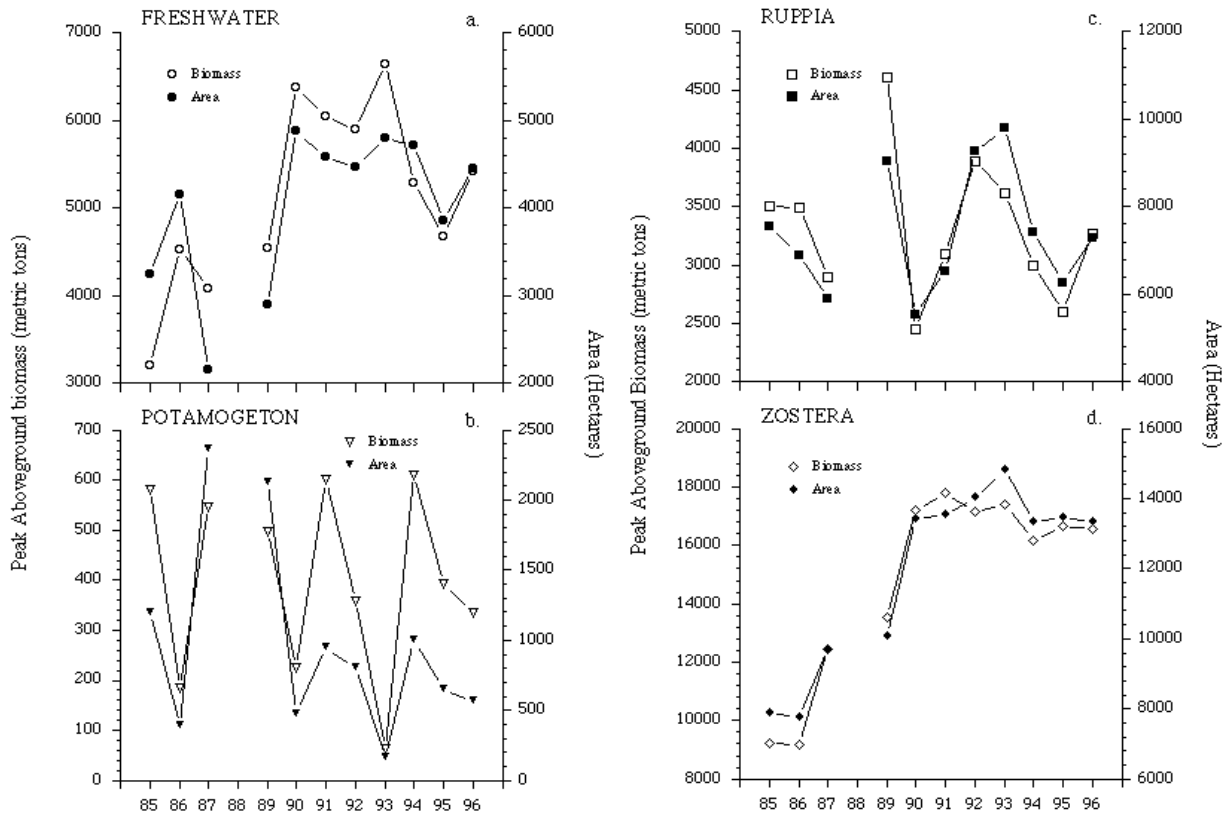 FRESHWATER a.
Biomass
Area
7000
6000
5000
4000
3000
6000
5000
4000
3000
2000
POTAMOGETON b.
Biomass
Area
700
600
500
400
300
200
100
0
2500
2000
1500
1000
500
0
85 86 87 88 89 90 91 92 93 94 95 96
Peak Aboveground biomass (metric tons)
Area (Hectares)
RUPPIA c.
Biomass
Area
5000
4500
4000
3500
3000
2500
2000
12000
10000
8000
6000
4000
ZOSTERA d.
Biomass
Area
20000
18000
16000
14000
12000
10000
8000
16000
14000
12000
10000
8000
6000
85 86 87 88 89 90 91 92 93 94 95 96
Peak Aboveground Biomass (metric tons)
Area (Hectares)